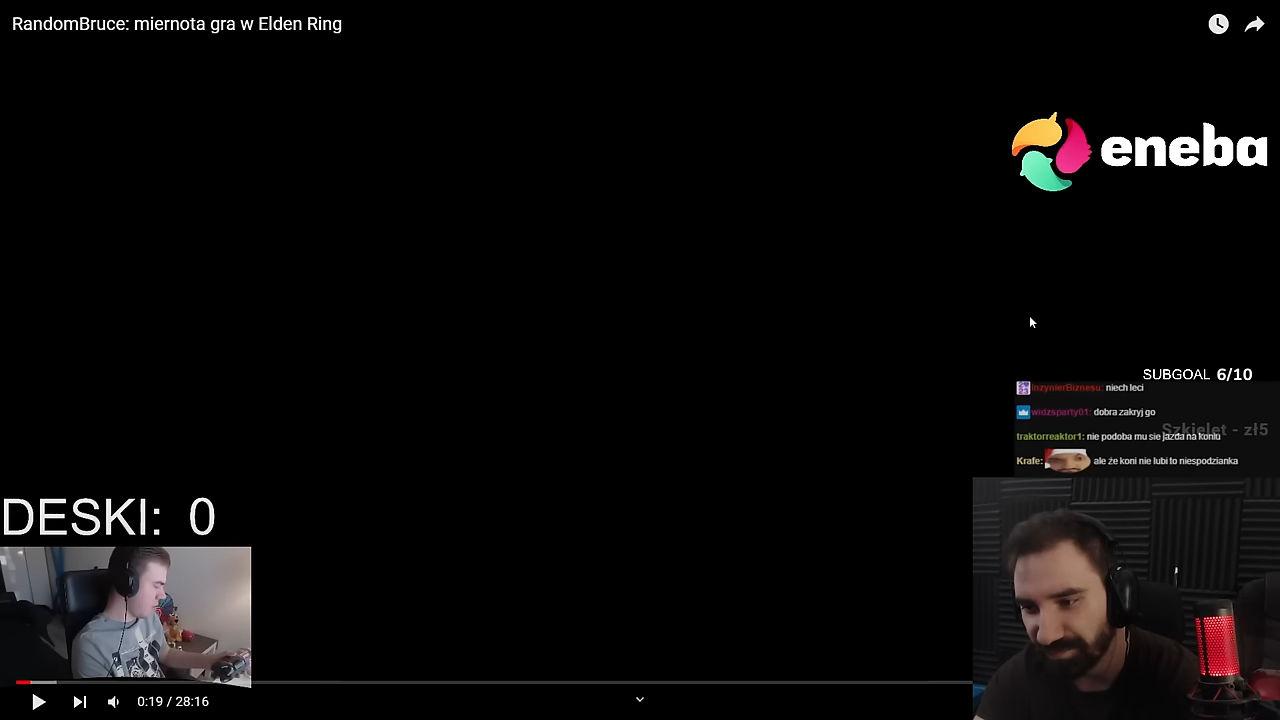 RandomBruce: miernota gra w Elden Ring
eneba
SUBGOAL 6/10
InzynierBiznesu: niech leci
widzsparty01: dobra zakryj go
Szkielet - zł5
traktorreaktor1: nie podoba mu sie jazda na koniu
Krafe: ale że koni nie lubi to niespodzianka
DESKI: 0
0:19 / 28:16